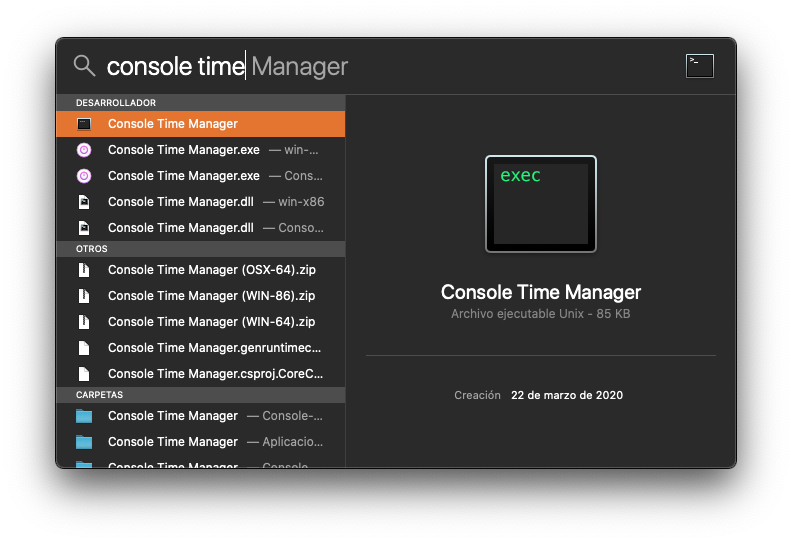 console time Manager
DESARROLLADOR
Console Time Manager
Console Time Manager.exe — win-...
Console Time Manager.exe — Cons...
Console Time Manager.dll — win-x86
Console Time Manager.dll — Conso...
OTROS
Console Time Manager (OSX-64).zip
Console Time Manager (WIN-86).zip
Console Time Manager (WIN-64).zip
Console Time Manager.genruntimec...
Console Time Manager.csproj.CoreC...
CARPETAS
Console Time Manager — Console-...
Console Time Manager — Aplicacio...
Console Time Manager — Console
exec
Console Time Manager
Archivo ejecutable Unix - 85 KB
Creación 22 de marzo de 2020